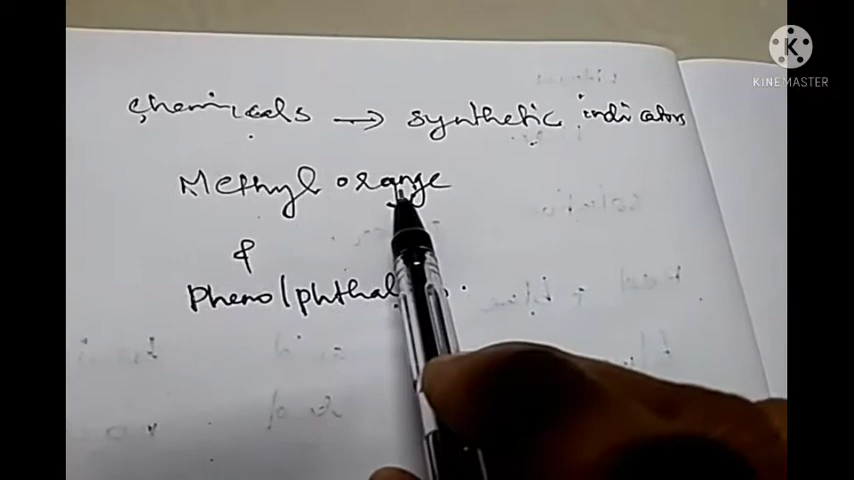 K
KINEMASTER
chemicals → synthetic indicators
Methyl orange
&